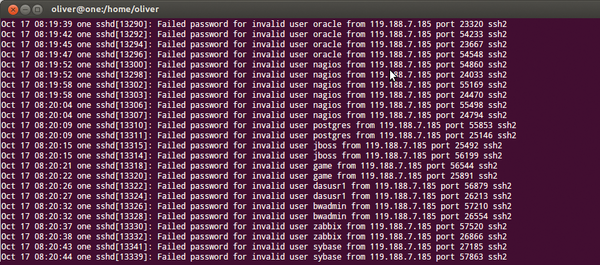 oliver@one:/home/oliver
Oct 17 08:19:39 one sshd[13290]: Failed password for invalid user oracle from 119.188.7.185 port 23320 ssh2
Oct 17 08:19:42 one sshd[13292]: Failed password for invalid user oracle from 119.188.7.185 port 54233 ssh2
Oct 17 08:19:45 one sshd[13294]: Failed password for invalid user oracle from 119.188.7.185 port 23667 ssh2
Oct 17 08:19:47 one sshd[13296]: Failed password for invalid user oracle from 119.188.7.185 port 54548 ssh2
Oct 17 08:19:52 one sshd[13300]: Failed password for invalid user nagios from 119.188.7.185 port 54860 ssh2
Oct 17 08:19:52 one sshd[13298]: Failed password for invalid user nagios from 119.188.7.185 port 24033 ssh2
Oct 17 08:19:58 one sshd[13302]: Failed password for invalid user nagios from 119.188.7.185 port 55169 ssh2
Oct 17 08:19:58 one sshd[13303]: Failed password for invalid user nagios from 119.188.7.185 port 24470 ssh2
Oct 17 08:20:04 one sshd[13306]: Failed password for invalid user nagios from 119.188.7.185 port 55498 ssh2
Oct 17 08:20:04 one sshd[13307]: Failed password for invalid user nagios from 119.188.7.185 port 24794 ssh2
Oct 17 08:20:09 one sshd[13310]: Failed password for invalid user postgres from 119.188.7.185 port 55853 ssh2
Oct 17 08:20:09 one sshd[13311]: Failed password for invalid user postgres from 119.188.7.185 port 25146 ssh2
Oct 17 08:20:15 one sshd[13315]: Failed password for invalid user jboss from 119.188.7.185 port 25492 ssh2
Oct 17 08:20:15 one sshd[13314]: Failed password for invalid user jboss from 119.188.7.185 port 56199 ssh2
Oct 17 08:20:21 one sshd[13318]: Failed password for invalid user game from 119.188.7.185 port 56544 ssh2
Oct 17 08:20:22 one sshd[13320]: Failed password for invalid user game from 119.188.7.185 port 25891 ssh2
Oct 17 08:20:26 one sshd[13322]: Failed password for invalid user dasusr1 from 119.188.7.185 port 56879 ssh2
Oct 17 08:20:27 one sshd[13324]: Failed password for invalid user dasusr1 from 119.188.7.185 port 26213 ssh2
Oct 17 08:20:32 one sshd[13326]: Failed password for invalid user bwadmin from 119.188.7.185 port 57210 ssh2
Oct 17 08:20:32 one sshd[13328]: Failed password for invalid user bwadmin from 119.188.7.185 port 26554 ssh2
Oct 17 08:20:37 one sshd[13330]: Failed password for invalid user zabbix from 119.188.7.185 port 57520 ssh2
Oct 17 08:20:38 one sshd[13332]: Failed password for invalid user zabbix from 119.188.7.185 port 26866 ssh2
Oct 17 08:20:43 one sshd[13341]: Failed password for invalid user sybase from 119.188.7.185 port 27185 ssh2
Oct 17 08:20:44 one sshd[13339]: Failed password for invalid user sybase from 119.188.7.185 port 57863 ssh2